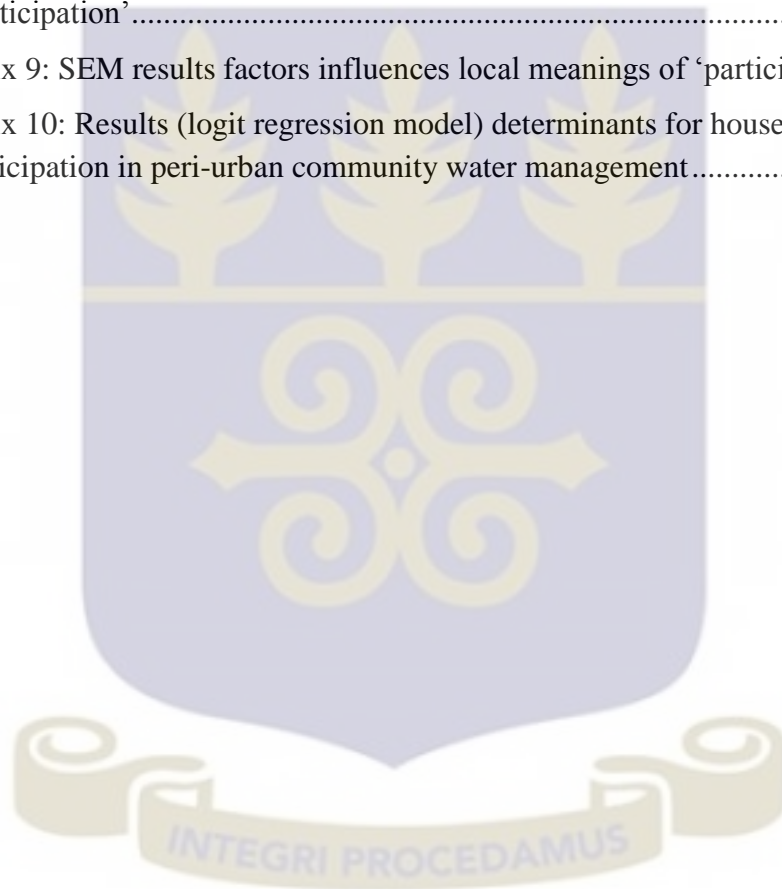 ticipation’..........................................................................................
x 9: SEM results factors influences local meanings of ‘partici
x 10: Results (logit regression model) determinants for house
icipation in peri-urban community water management.............
INTEGRI PROCEDAMUS